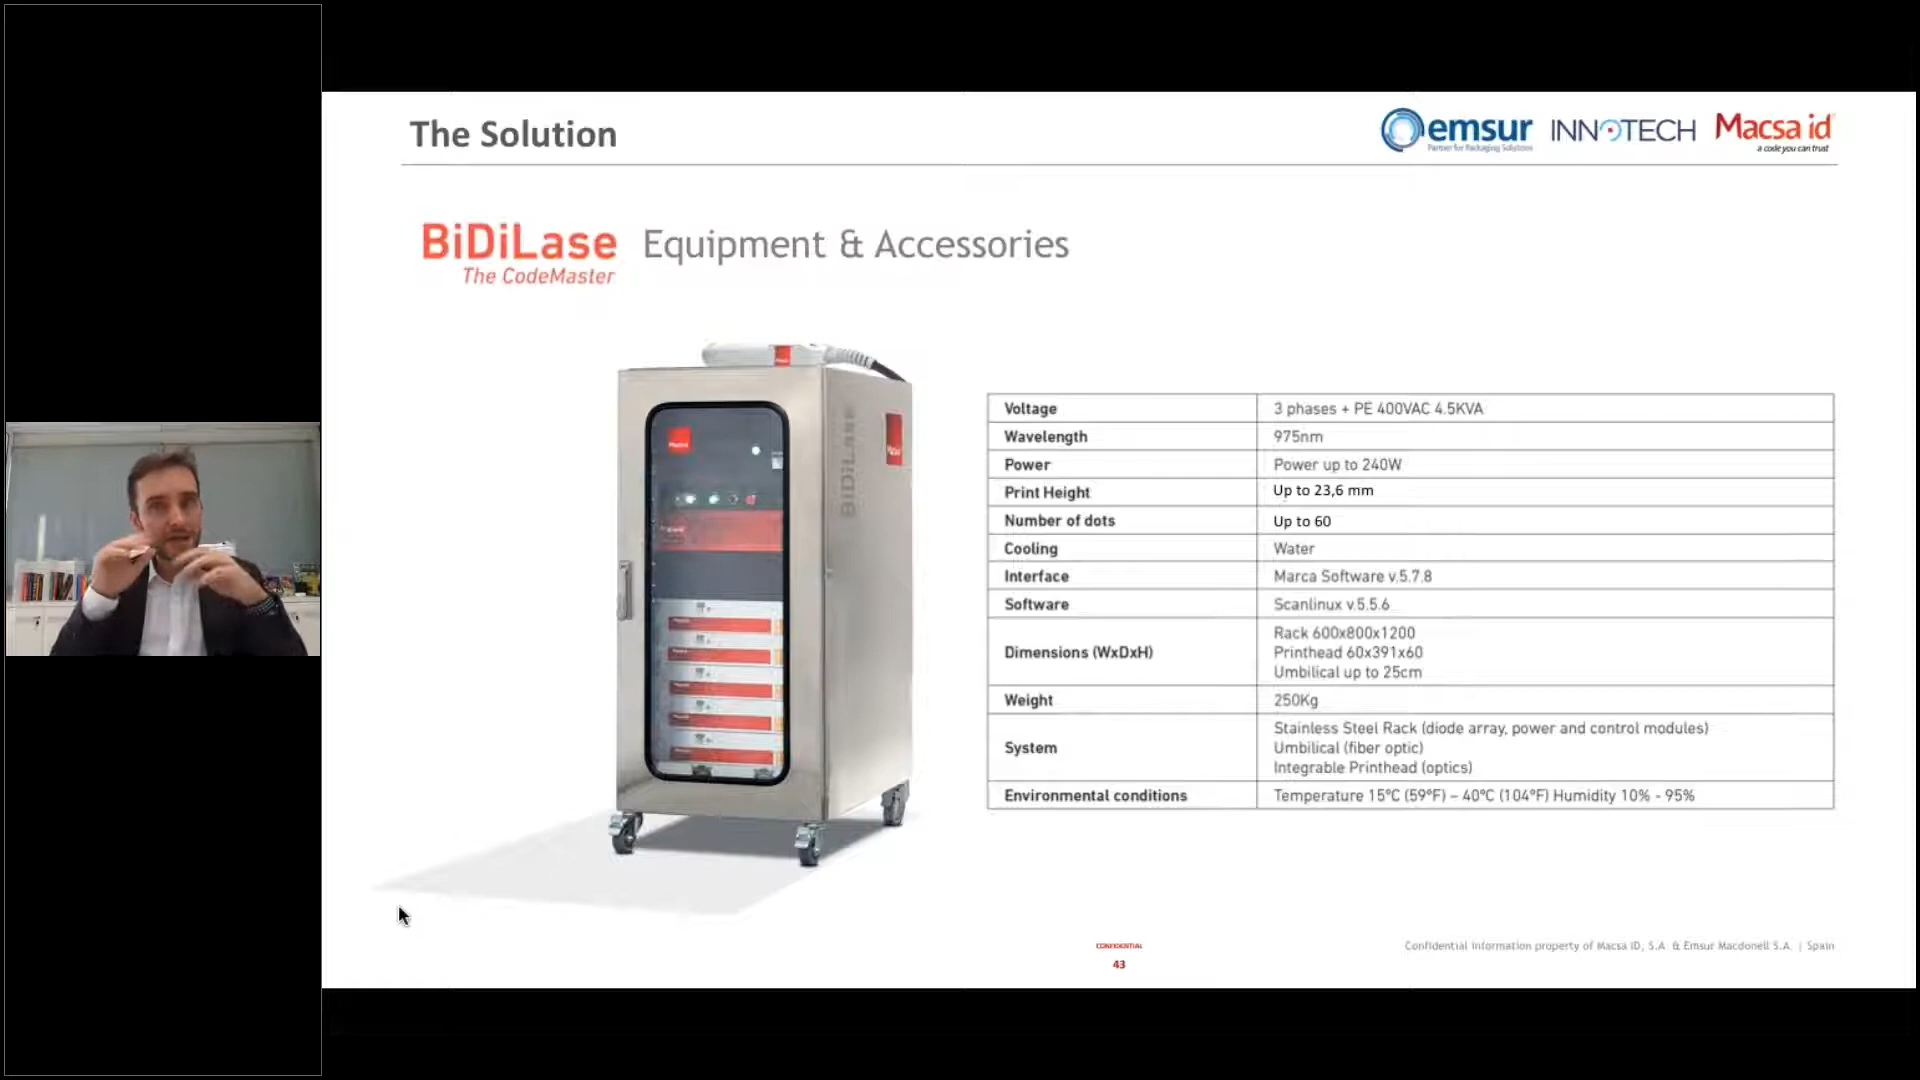 The Solution
emsur
Partner for Packaging Solutions
INNOTECH
Macsa id
a code you can trust
BiDiLase
The CodeMaster
Equipment & Accessories
BiDiLASE
Voltage 3 phases + PE 400VAC 4.5KVA
Wavelength 975nm
Power Power up to 240W
Print Height Up to 23,6 mm
Number of dots Up to 60
Cooling Water
Interface Marca Software v.5.7.8
Software Scanlinux v.5.5.6
Dimensions (WxDxH) Rack 600x800x1200
Printhead 60x391x60
Umbilical up to 25cm
Weight 250Kg
System Stainless Steel Rack (diode array, power and control modules)
Umbilical (fiber optic)
Integrable Printhead (optics)
Environmental conditions Temperature 15ºC (59ºF) – 40ºC (104ºF) Humidity 10% - 95%
CONFIDENTIAL
43
Confidential information property of Macsa ID, S.A. & Emsur Macdonell S.A. | Spain